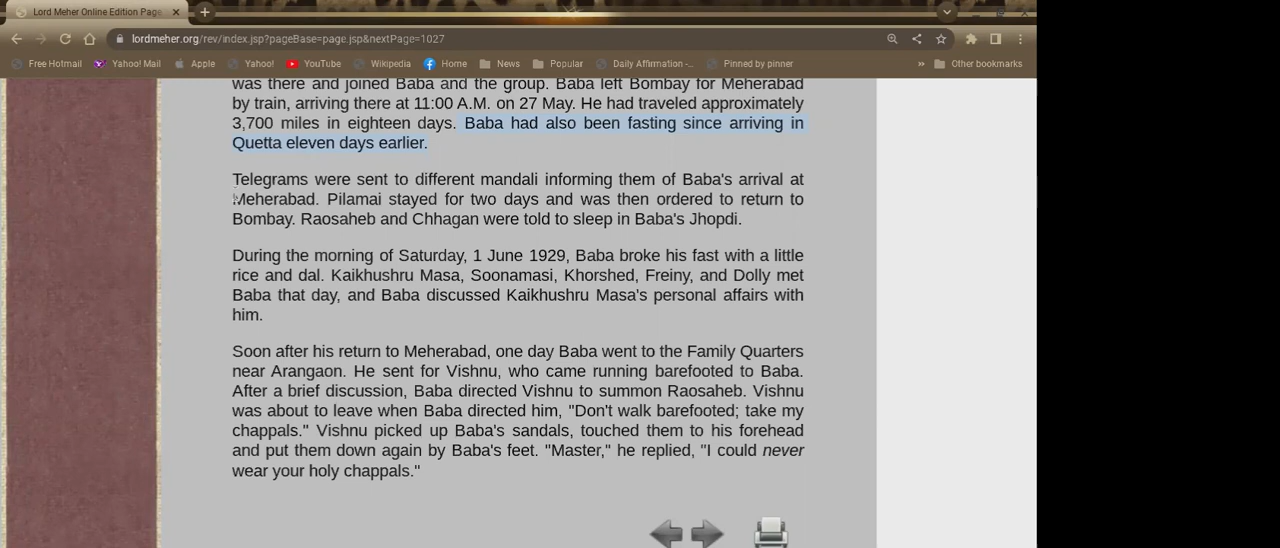 Lord Meher Online Edition Page
lordmeher.org/rev/index.jsp?pageBase=page.jsp&nextPage=1027
Free Hotmail Yahoo! Mail Apple Yahoo! YouTube Wikipedia Home News Popular Daily Affirmation -... Pinned by pinner » Other bookmarks
was there and joined Baba and the group. Baba left Bombay for Meherabad
by train, arriving there at 11:00 A.M. on 27 May. He had traveled approximately
3,700 miles in eighteen days. Baba had also been fasting since arriving in
Quetta eleven days earlier.
Telegrams were sent to different mandali informing them of Baba's arrival at
Meherabad. Pilamai stayed for two days and was then ordered to return to
Bombay. Raosaheb and Chhagan were told to sleep in Baba's Jhopdi.
During the morning of Saturday, 1 June 1929, Baba broke his fast with a little
rice and dal. Kaikhushru Masa, Soonamasi, Khorshed, Freiny, and Dolly met
Baba that day, and Baba discussed Kaikhushru Masa's personal affairs with
him.
Soon after his return to Meherabad, one day Baba went to the Family Quarters
near Arangaon. He sent for Vishnu, who came running barefooted to Baba.
After a brief discussion, Baba directed Vishnu to summon Raosaheb. Vishnu
was about to leave when Baba directed him, "Don't walk barefooted; take my
chappals." Vishnu picked up Baba's sandals, touched them to his forehead
and put them down again by Baba's feet. "Master," he replied, "I could never
wear your holy chappals."